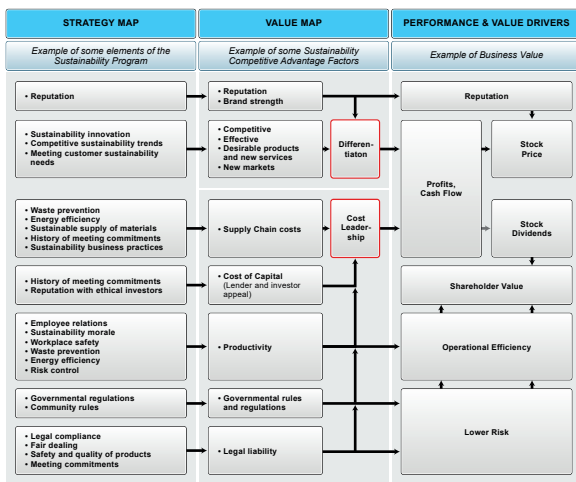 STRATEGY MAP
VALUE MAP
PERFORMANCE & VALUE DRIVERS
Example of some elements of the
Sustainability Program
Example of some Sustainability
Competitive Advantage Factors
Example of Business Value
• Reputation
• Reputation
• Brand strength
Reputation
• Sustainability innovation
• Competitive sustainability trends
• Meeting customer sustainability
needs
• Competitive
• Effective
• Desirable products
and new services
• New markets
Differen-
tiaton
Profits,
Cash Flow
Stock
Price
• Waste prevention
• Energy efficiency
• Sustainable supply of materials
• History of meeting commitments
• Sustainability business practices
• Supply Chain costs
Cost
Leader-
ship
Stock
Dividends
• History of meeting commitments
• Reputation with ethical investors
• Cost of Capital
(Lender and investor
appeal)
Shareholder Value
• Employee relations
• Sustainability morale
• Workplace safety
• Waste prevention
• Energy efficiency
• Risk control
• Productivity
Operational Efficiency
• Governmental regulations
• Community rules
• Governmental rules
and regulations
Lower Risk
• Legal compliance
• Fair dealing
• Safety and quality of products
• Meeting commitments
• Legal liability